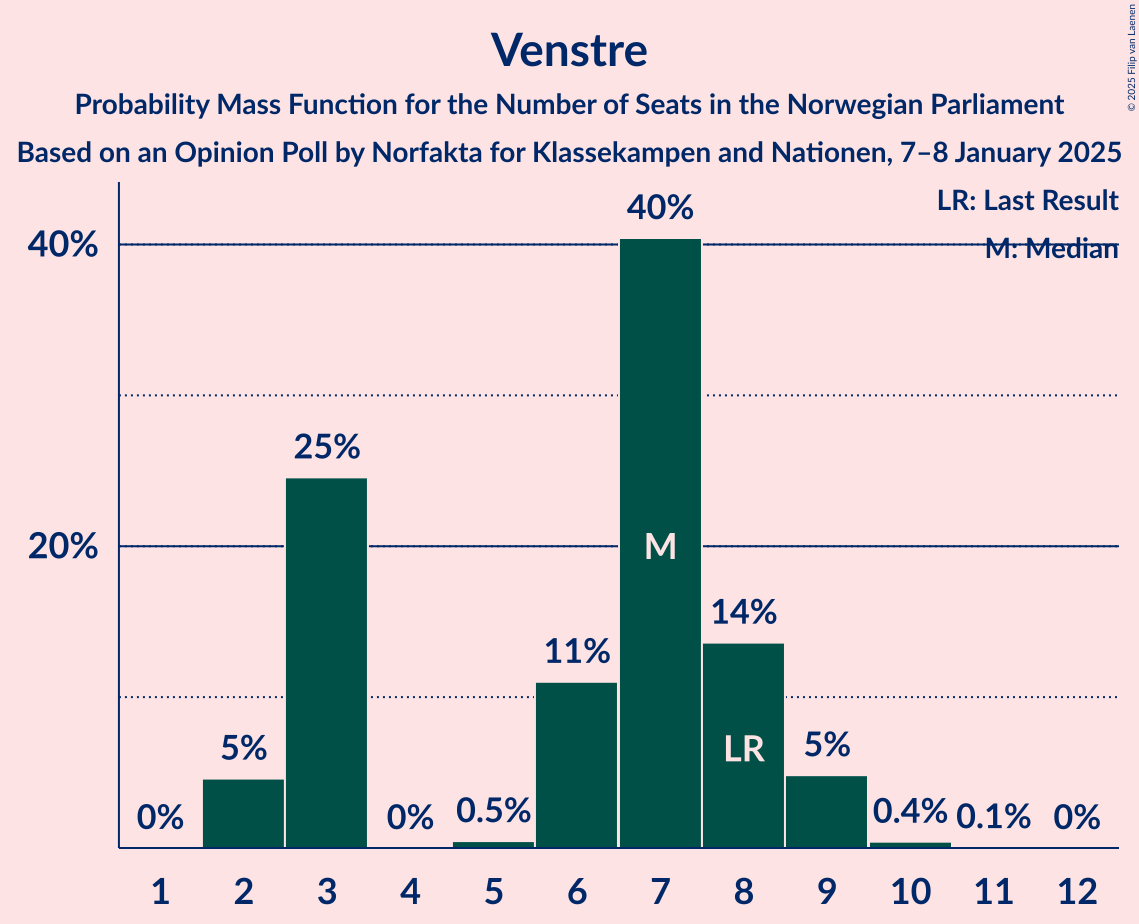 Venstre
Probability Mass Function for the Number of Seats in the Norwegian Parliament
Based on an Opinion Poll by Norfakta for Klassekampen and Nationen, 7–8 January 2025
© 2025 Filip van Laenen
LR: Last Result
M: Median
40%
20%
0%
5%
25%
0%
0.5%
11%
40%
14%
5%
0.4%
0.1%
0%
M
LR
1 2 3 4 5 6 7 8 9 10 11 12